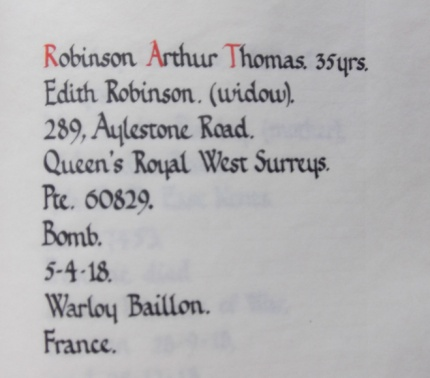 Robinson Arthur Thomas. 35yrs.
Edith Robinson. (widow).
289, Aylestone Road.
Queen's Royal West Surreys.
Pte. 60829.
Bomb.
5-4-18.
Warloy Baillon.
France.